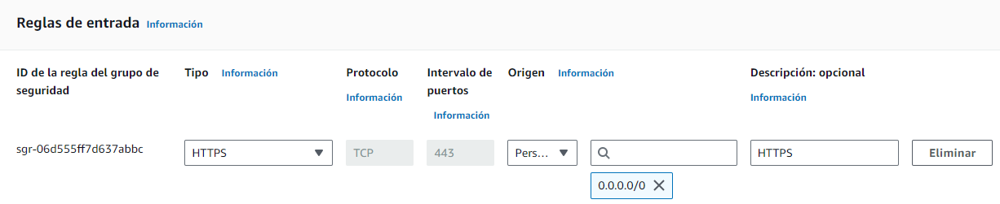 Reglas de entrada Información
ID de la regla del grupo de seguridad
Tipo Información
Protocolo Información
Intervalo de puertos Información
Origen Información
Descripción: opcional Información
sgr-06d555ff7d637abbc
HTTPS
TCP
443
Pers...
HTTPS
Eliminar
0.0.0.0/0